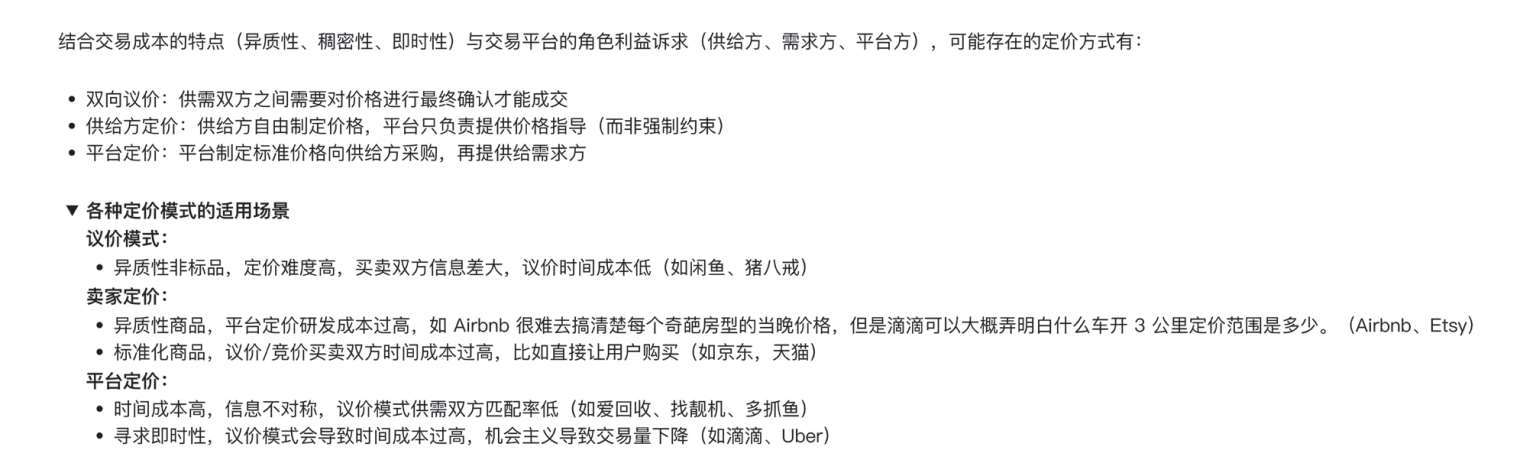 结合交易成本的特点（异质性、稠密性、即时性）与交易平台的角色利益诉求（供给方、需求方、平台方），可能存在的定价方式有：
• 双向议价：供需双方之间需要对价格进行最终确认才能成交
• 供给方定价：供给方自由制定价格，平台只负责提供价格指导（而非强制约束）
• 平台定价：平台制定标准价格向供给方采购，再提供给需求方
▼ 各种定价模式的适用场景
议价模式：
• 异质性非标品，定价难度高，买卖双方信息差大，议价时间成本低（如闲鱼、猪八戒）
卖家定价：
• 异质性商品，平台定价研发成本过高，如 Airbnb 很难去搞清楚每个奇葩房型的当晚价格，但是滴滴可以大概弄明白什么车开 3 公里定价范围是多少。（Airbnb、Etsy）
• 标准化商品，议价/竞价买卖双方时间成本过高，比如直接让用户购买（如京东，天猫）
平台定价：
• 时间成本高，信息不对称，议价模式供需双方匹配率低（如爱回收、找靓机、多抓鱼）
• 寻求即时性，议价模式会导致时间成本过高，机会主义导致交易量下降（如滴滴、Uber）